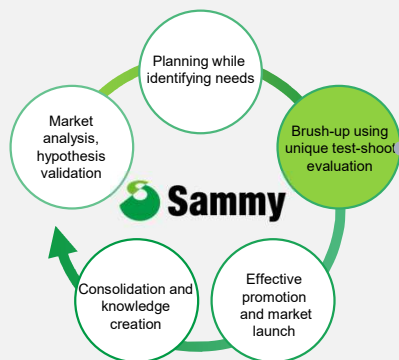 Planning while
identifying needs
Brush-up using
unique test-shoot
evaluation
Effective
promotion
and market
launch
Consolidation and
knowledge
creation
Market
analysis,
hypothesis
validation
Sammy